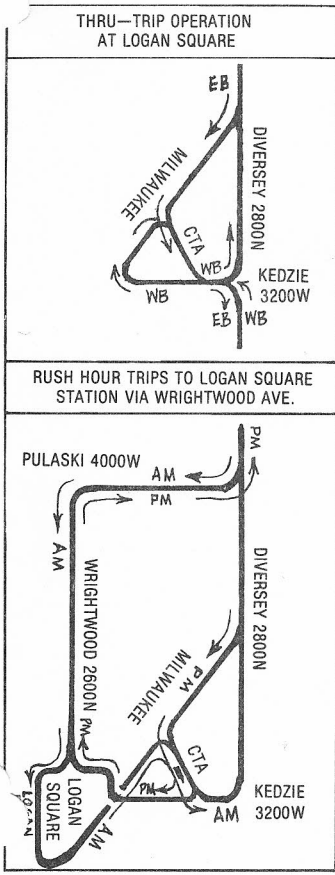 THRU—TRIP OPERATION
AT LOGAN SQUARE
EB
MILWAUKEE
DIVERSEY 2800N
CTA
WB
KEDZIE
3200W
WB
EB
WB
RUSH HOUR TRIPS TO LOGAN SQUARE
STATION VIA WRIGHTWOOD AVE.
PM
PULASKI 4000W
AM
PM
AM
WRIGHTWOOD 2600N
DIVERSEY 2800N
MILWAUKEE
PM
PM
CTA
LOGAN
SQUARE
LOGAN
AM
PM
AM
KEDZIE
3200W